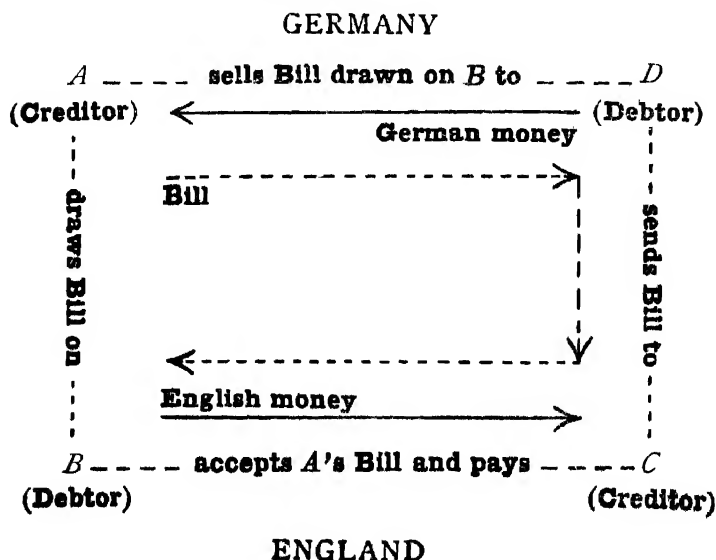 GERMANY
A ---- sells Bill drawn on B to ---- D
(Creditor) (Debtor)
German money
Bill
draws Bill on
sends Bill to
English money
B ---- accepts A's Bill and pays ---- C
(Debtor) (Creditor)
ENGLAND